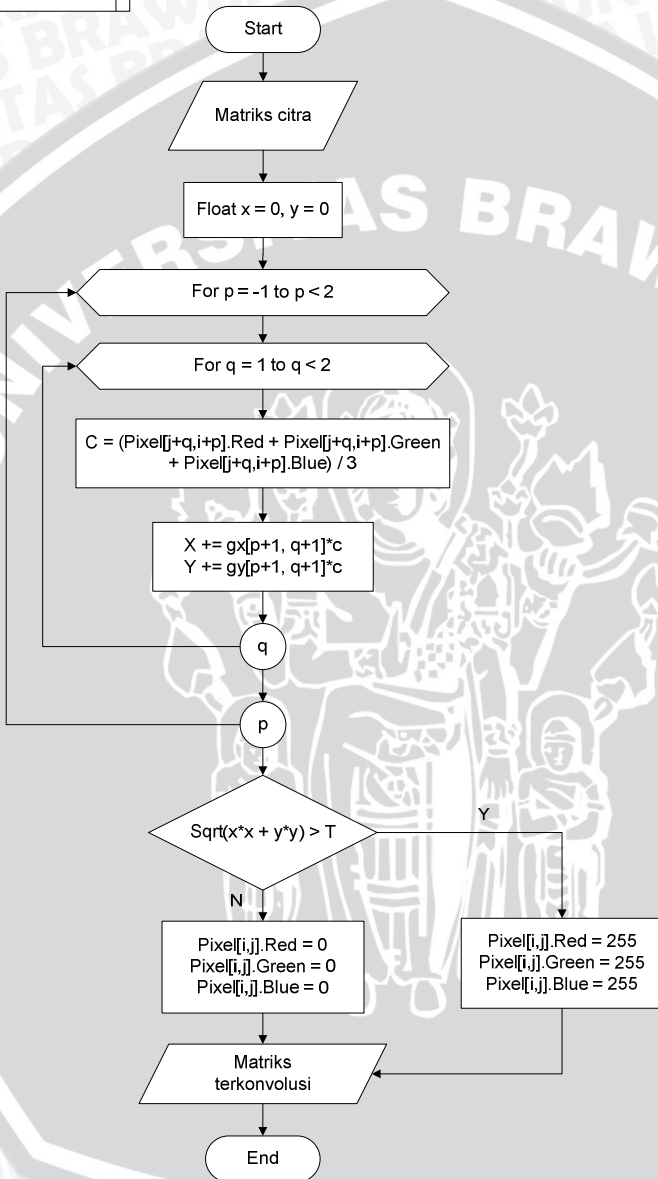 Start
Matriks citra
Float x = 0, y = 0
For p = -1 to p < 2
For q = 1 to q < 2
C = (Pixel[j+q,i+p].Red + Pixel[j+q,i+p].Green
+ Pixel[j+q,i+p].Blue) / 3
X += gx[p+1, q+1]*c
Y += gy[p+1, q+1]*c
q
p
Sqrt(x*x + y*y) > T
Y
N
Pixel[i,j].Red = 0
Pixel[i,j].Green = 0
Pixel[i,j].Blue = 0
Pixel[i,j].Red = 255
Pixel[i,j].Green = 255
Pixel[i,j].Blue = 255
Matriks
terkonvolusi
End
UNIVERSITAS BRAW